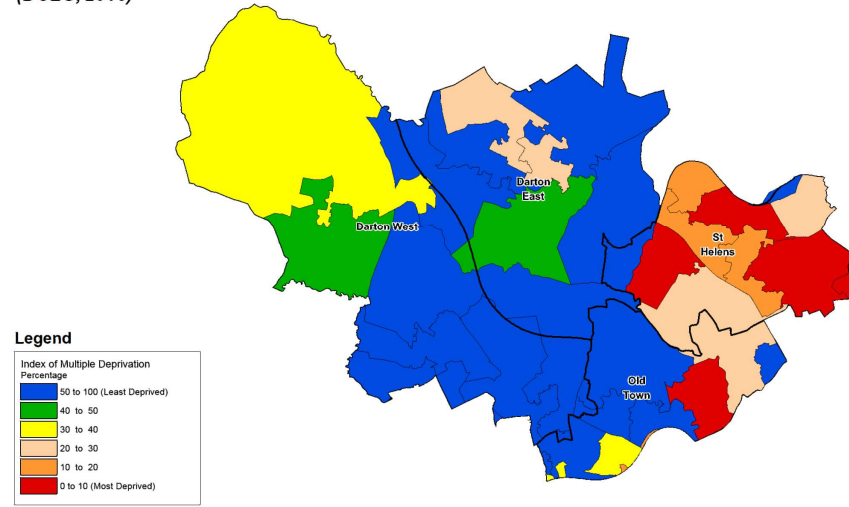 Darton
East
Darton West
St
Helens
Old
Town
Legend
Index of Multiple Deprivation
Percentage
50 to 100 (Least Deprived)
40 to 50
30 to 40
20 to 30
10 to 20
0 to 10 (Most Deprived)